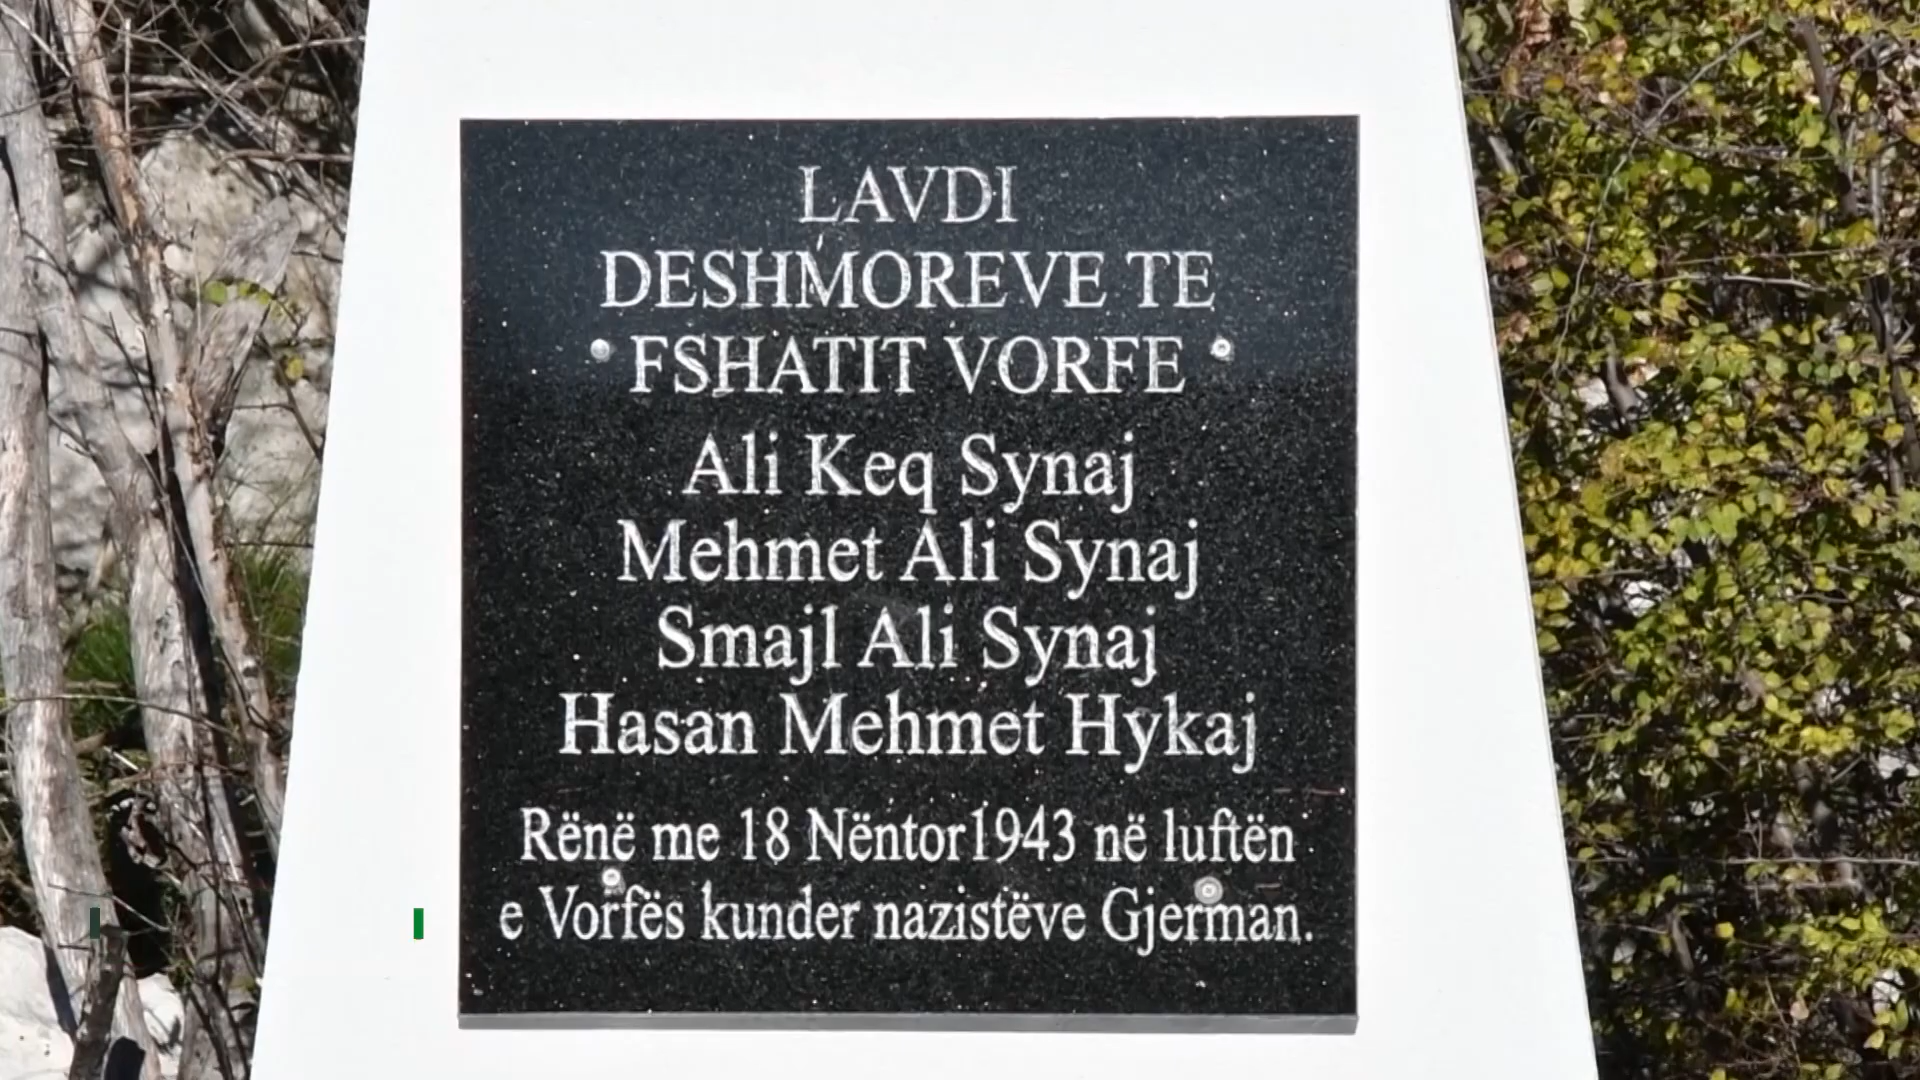 LAVDI
DESHMOREVE TE
FSHATIT VORFE
Ali Keq Synaj
Mehmet Ali Synaj
Smajl Ali Synaj
Hasan Mehmet Hykaj
Rënë me 18 Nëntor1943 në luftën
e Vorfës kunder nazistëve Gjerman.